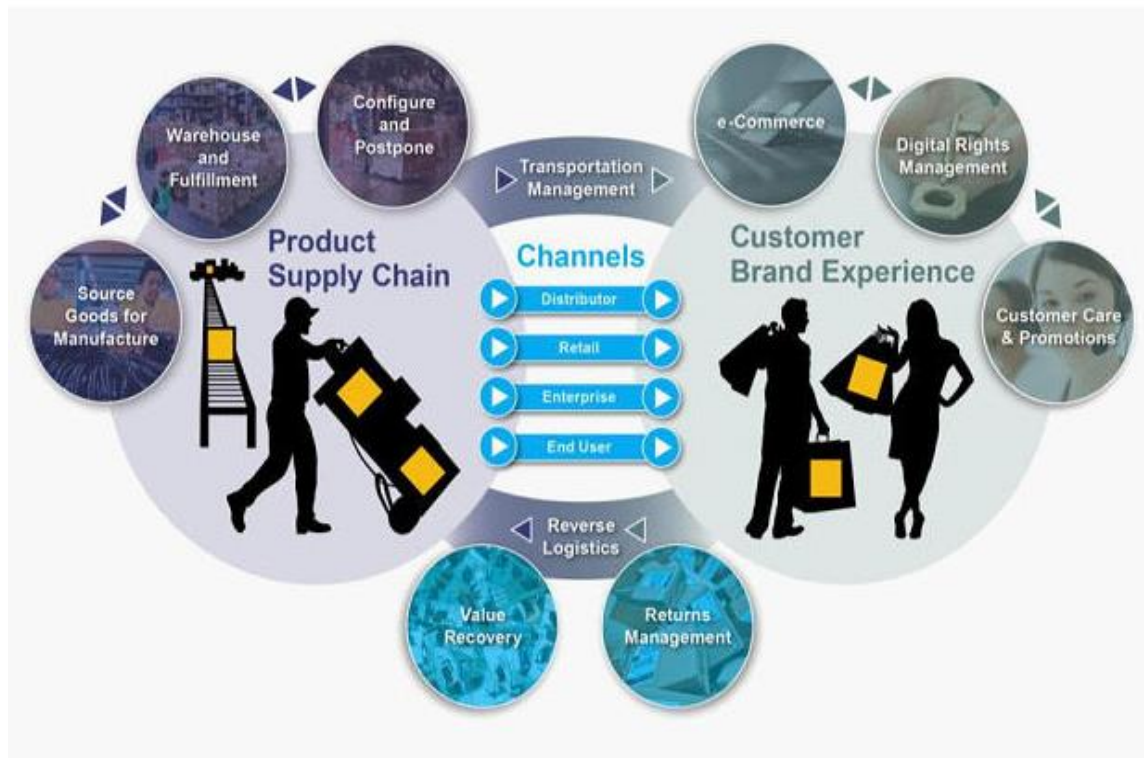 Configure
and
Postpone
Warehouse
and
Fulfillment
Source
Goods for
Manufacture
Product
Supply Chain
Transportation
Management
Channels
Distributor
Retail
Enterprise
End User
Reverse
Logistics
Value
Recovery
Returns
Management
e-Commerce
Digital Rights
Management
Customer Care
& Promotions
Customer
Brand Experience